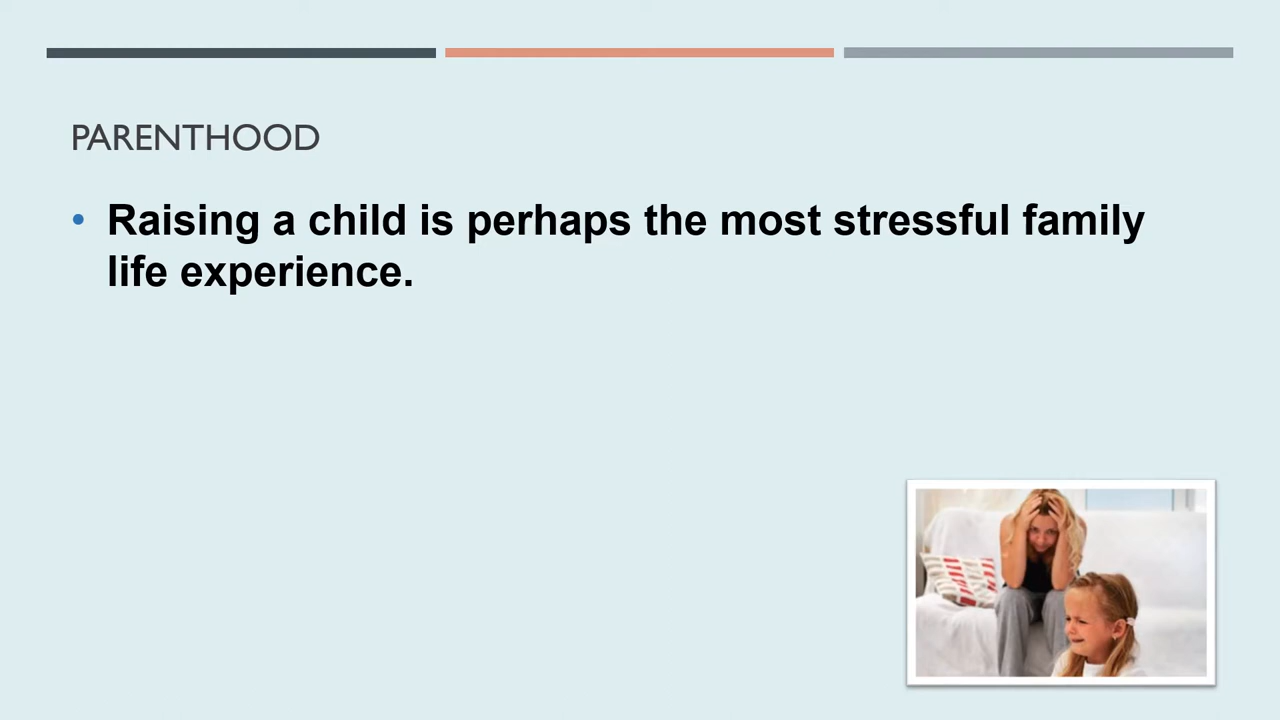 PARENTHOOD
• Raising a child is perhaps the most stressful family
life experience.